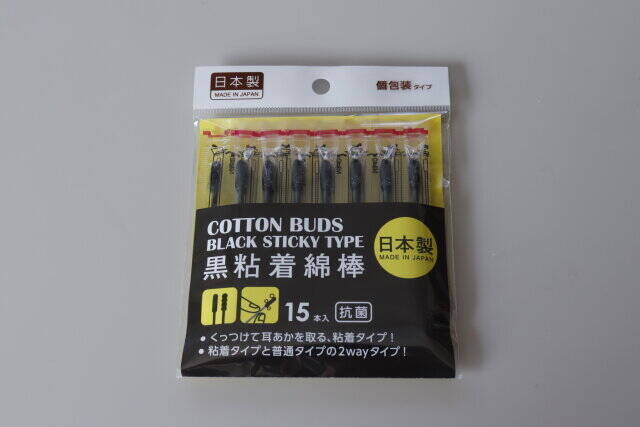 日本製
MADE IN JAPAN
個包装タイプ
COTTON BUDS
BLACK STICKY TYPE
黒粘着綿棒
日本製
MADE IN JAPAN
15本入 抗菌
●くっつけて耳あかを取る、粘着タイプ！
●粘着タイプと普通タイプの2wayタイプ！